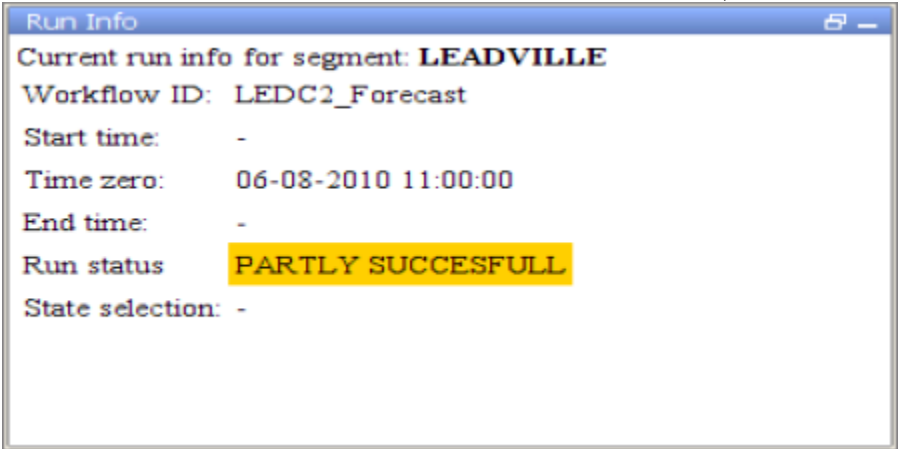 Run Info
Current run info for segment: LEADVILLE
Workflow ID: LEDC2_Forecast
Start time: -
Time zero: 06-08-2010 11:00:00
End time: -
Run status PARTLY SUCCESFULL
State selection: -